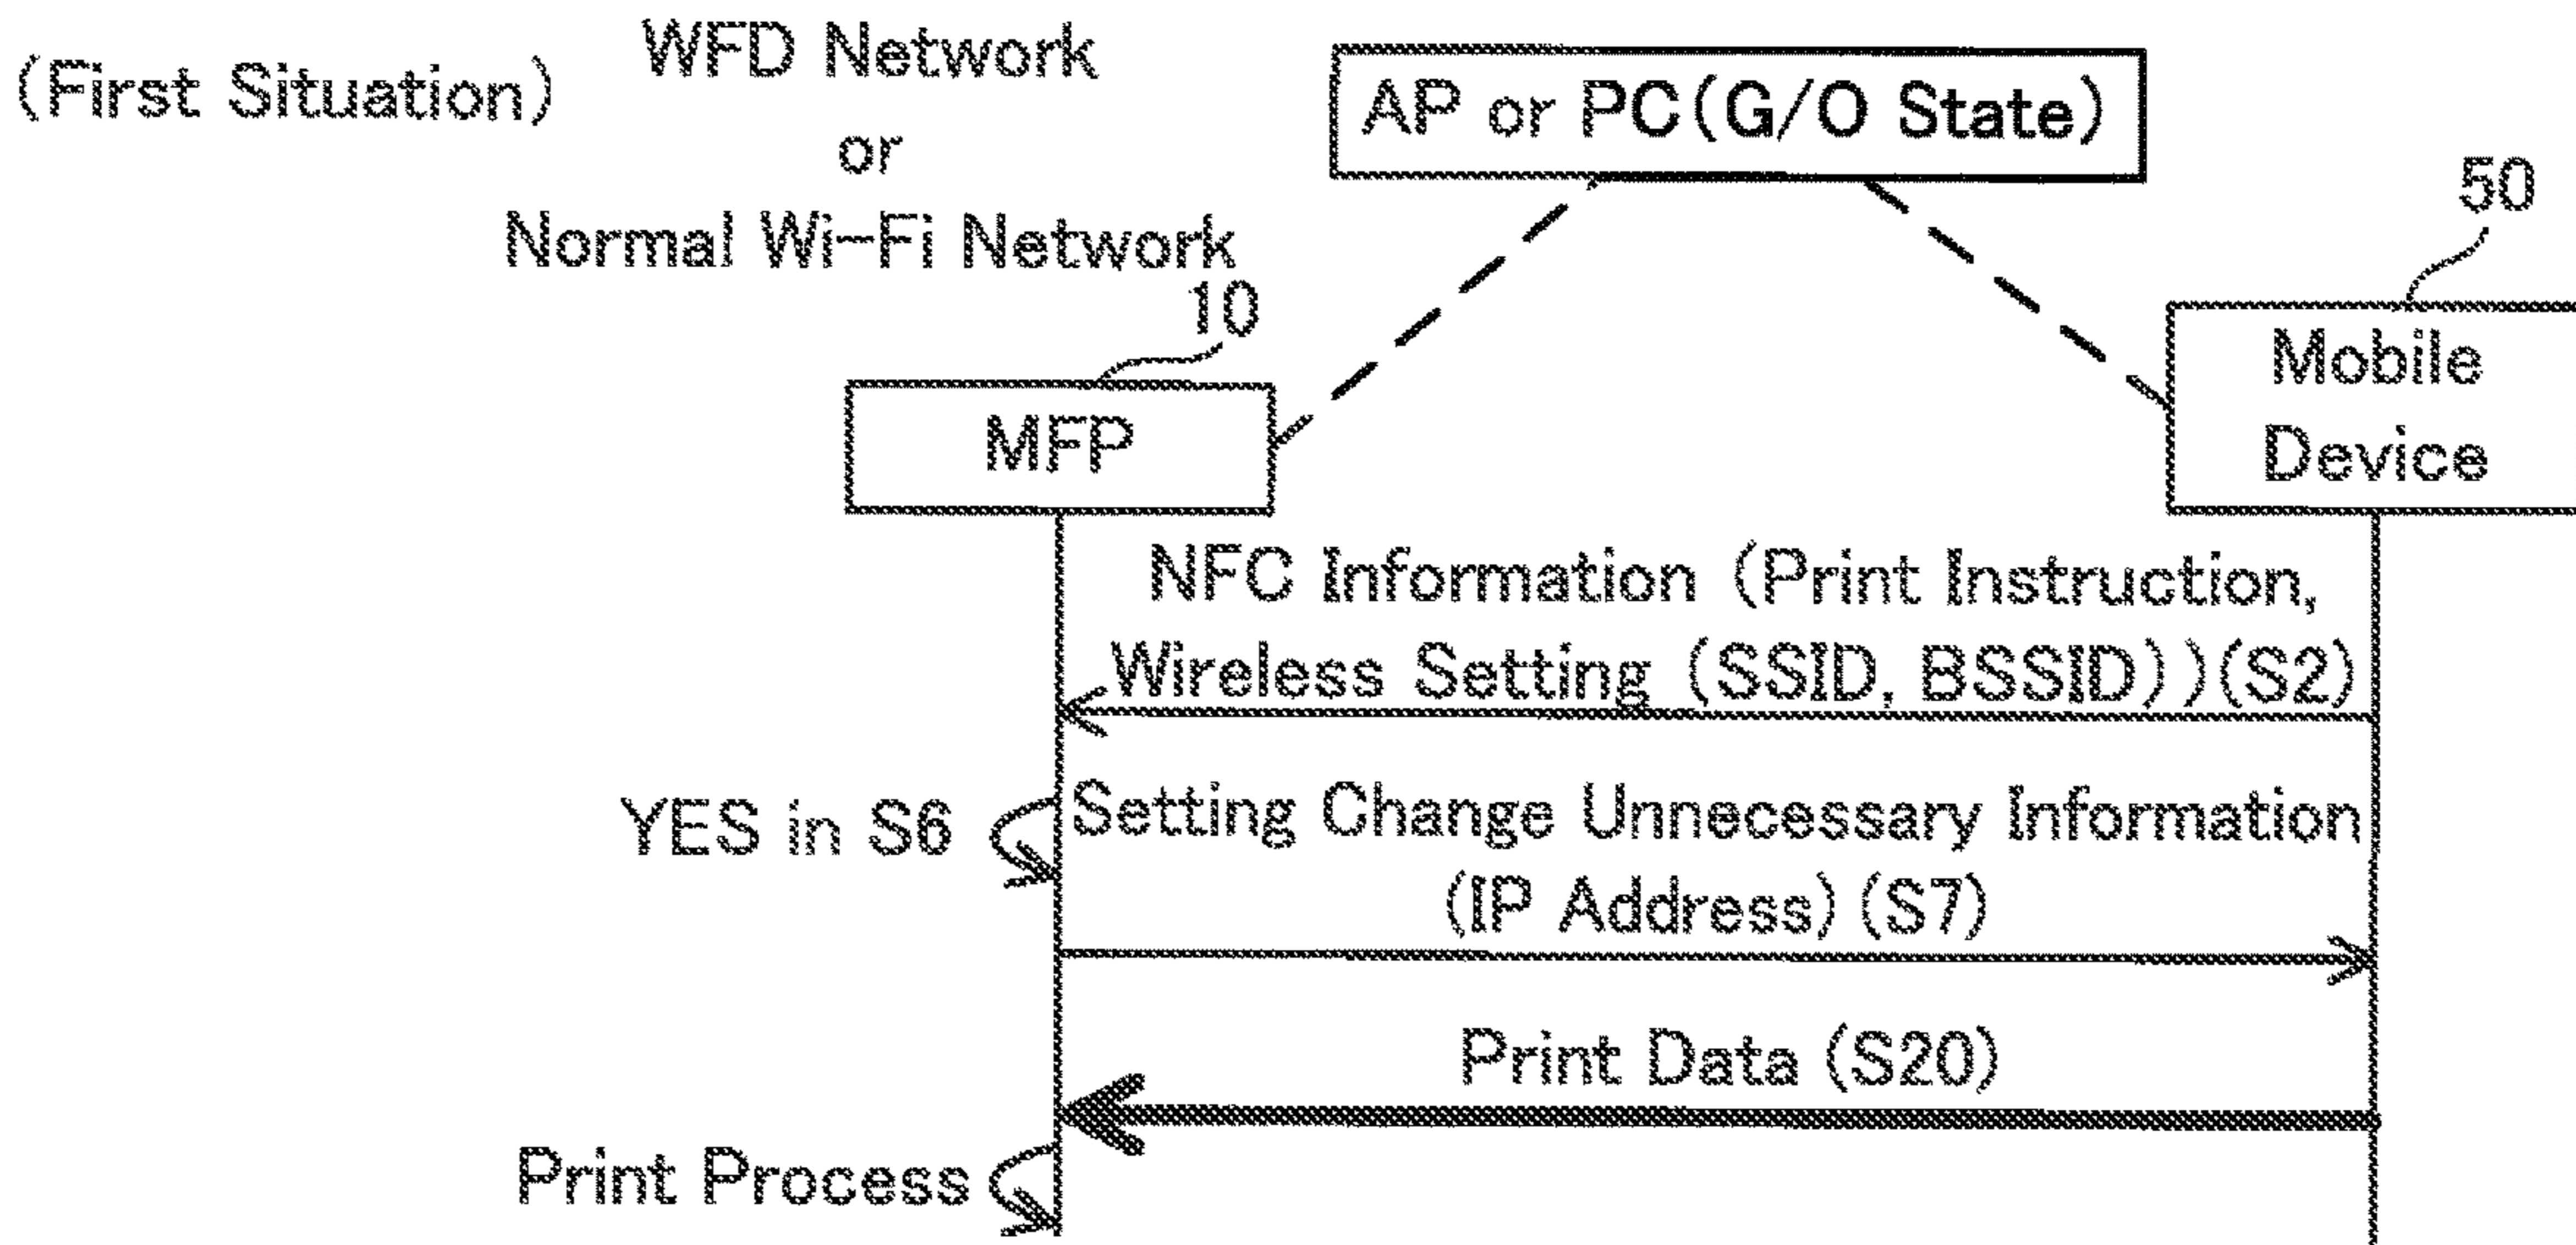 (First Situation)
WFD Network
or
Normal Wi-Fi Network
AP or PC(G/O State)
50
10
MFP
Mobile
Device
NFC Information (Print Instruction,
Wireless Setting (SSID, BSSID))(S2)
YES in S6
Setting Change Unnecessary Information
(IP Address)(S7)
Print Data (S20)
Print Process